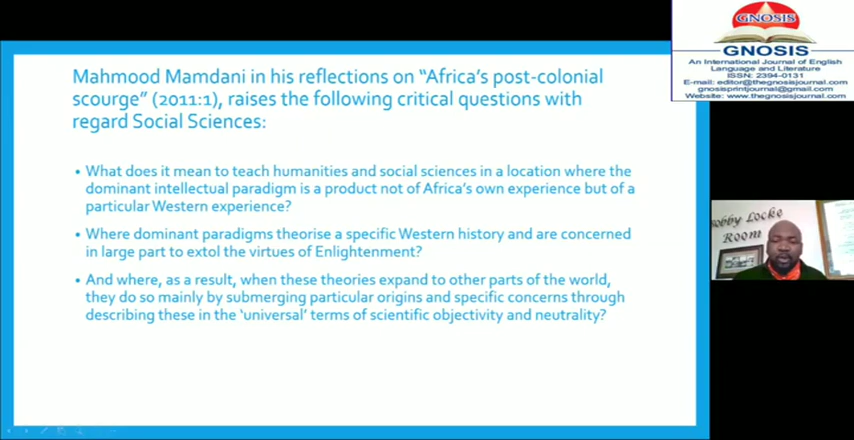 GNOSIS
GNOSIS
An International Journal of English
Language and Literature
ISSN: 2394-0131
E-mail: editor@thegnosisjournal.com
gnosisprintjournal@gmail.com
Website: www.thegnosisjournal.com
Mahmood Mamdani in his reflections on “Africa’s post-colonial
scourge” (2011:1), raises the following critical questions with
regard Social Sciences:
• What does it mean to teach humanities and social sciences in a location where the
dominant intellectual paradigm is a product not of Africa’s own experience but of a
particular Western experience?
• Where dominant paradigms theorise a specific Western history and are concerned
in large part to extol the virtues of Enlightenment?
• And where, as a result, when these theories expand to other parts of the world,
they do so mainly by submerging particular origins and specific concerns through
describing these in the ‘universal’ terms of scientific objectivity and neutrality?
Locke
Room